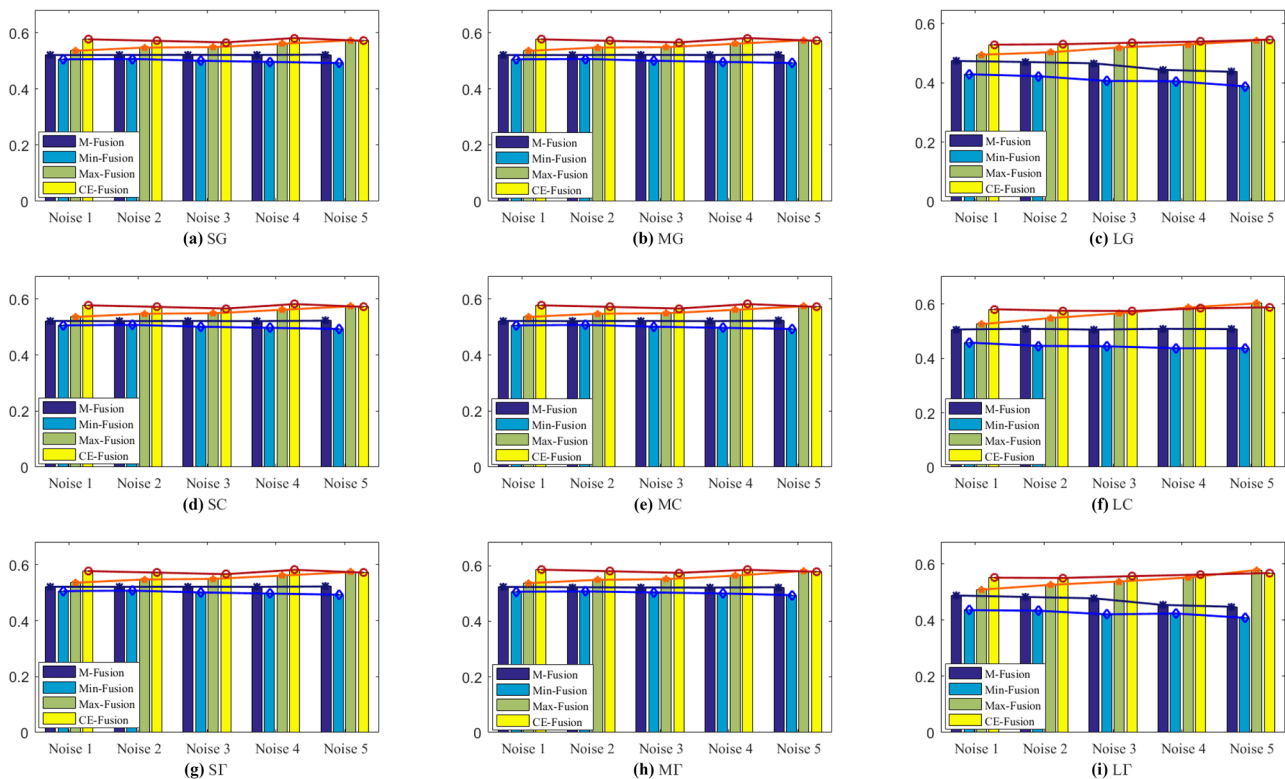 0.6
0.4
0.2
0
M-Fusion
Min-Fusion
Max-Fusion
CE-Fusion
Noise 1 Noise 2 Noise 3 Noise 4 Noise 5
(a) SG
0.6
0.4
0.2
0
M-Fusion
Min-Fusion
Max-Fusion
CE-Fusion
Noise 1 Noise 2 Noise 3 Noise 4 Noise 5
(b) MG
0.6
0.4
0.2
0
M-Fusion
Min-Fusion
Max-Fusion
CE-Fusion
Noise 1 Noise 2 Noise 3 Noise 4 Noise 5
(c) LG
0.6
0.4
0.2
0
M-Fusion
Min-Fusion
Max-Fusion
CE-Fusion
Noise 1 Noise 2 Noise 3 Noise 4 Noise 5
(d) SC
0.6
0.4
0.2
0
M-Fusion
Min-Fusion
Max-Fusion
CE-Fusion
Noise 1 Noise 2 Noise 3 Noise 4 Noise 5
(e) MC
0.6
0.4
0.2
0
M-Fusion
Min-Fusion
Max-Fusion
CE-Fusion
Noise 1 Noise 2 Noise 3 Noise 4 Noise 5
(f) LC
0.6
0.4
0.2
0
M-Fusion
Min-Fusion
Max-Fusion
CE-Fusion
Noise 1 Noise 2 Noise 3 Noise 4 Noise 5
(g) SΓ
0.6
0.4
0.2
0
M-Fusion
Min-Fusion
Max-Fusion
CE-Fusion
Noise 1 Noise 2 Noise 3 Noise 4 Noise 5
(h) MΓ
0.6
0.4
0.2
0
M-Fusion
Min-Fusion
Max-Fusion
CE-Fusion
Noise 1 Noise 2 Noise 3 Noise 4 Noise 5
(i) LΓ